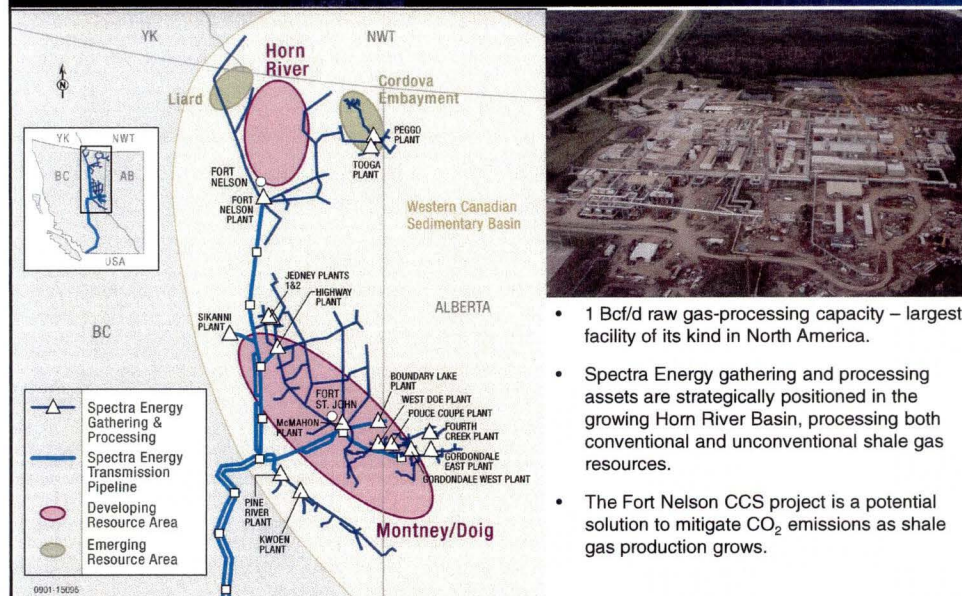 YK
NWT
Horn
River
Cordova
Embayment
Liard
N
PEGGO
PLANT
TOOGA
PLANT
YK NWT
BC AB
USA
FORT
NELSON
FORT
NELSON
PLANT
Western Canadian
Sedimentary Basin
JEDNEY PLANTS
1&2
HIGHWAY
PLANT
SIKANNI
PLANT
ALBERTA
BC
BOUNDARY LAKE
PLANT
WEST DOE PLANT
FORT
ST. JOHN
POUCE COUPE PLANT
McMAHON
PLANT
FOURTH
CREEK PLANT
GORDONDALE
EAST PLANT
GORDONDALE WEST PLANT
PINE
RIVER
PLANT
KWOEN
PLANT
Montney/Doig
Spectra Energy
Gathering &
Processing
Spectra Energy
Transmission
Pipeline
Developing
Resource Area
Emerging
Resource Area
0901-15095
• 1 Bcf/d raw gas-processing capacity – largest
facility of its kind in North America.
• Spectra Energy gathering and processing
assets are strategically positioned in the
growing Horn River Basin, processing both
conventional and unconventional shale gas
resources.
• The Fort Nelson CCS project is a potential
solution to mitigate CO₂ emissions as shale
gas production grows.